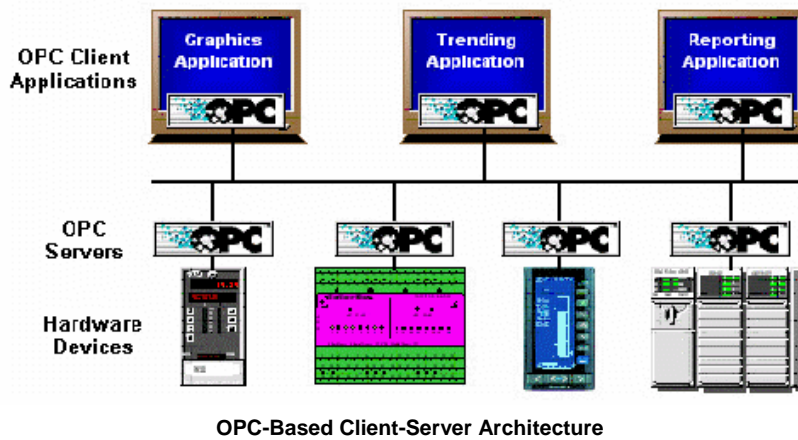 OPC Client
Applications
Graphics
Application
OPC
Trending
Application
OPC
Reporting
Application
OPC
OPC
Servers
OPC
OPC
OPC
OPC
Hardware
Devices
OPC-Based Client-Server Architecture